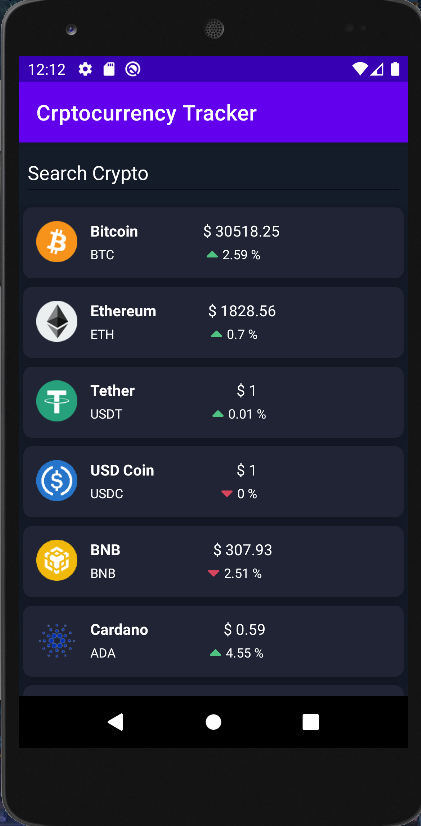 12:12
Crptocurrency Tracker
Search Crypto
Bitcoin $ 30518.25
BTC 2.59 %
Ethereum $ 1828.56
ETH 0.7 %
Tether $ 1
USDT 0.01 %
USD Coin $ 1
USDC 0 %
BNB $ 307.93
BNB 2.51 %
Cardano $ 0.59
ADA 4.55 %